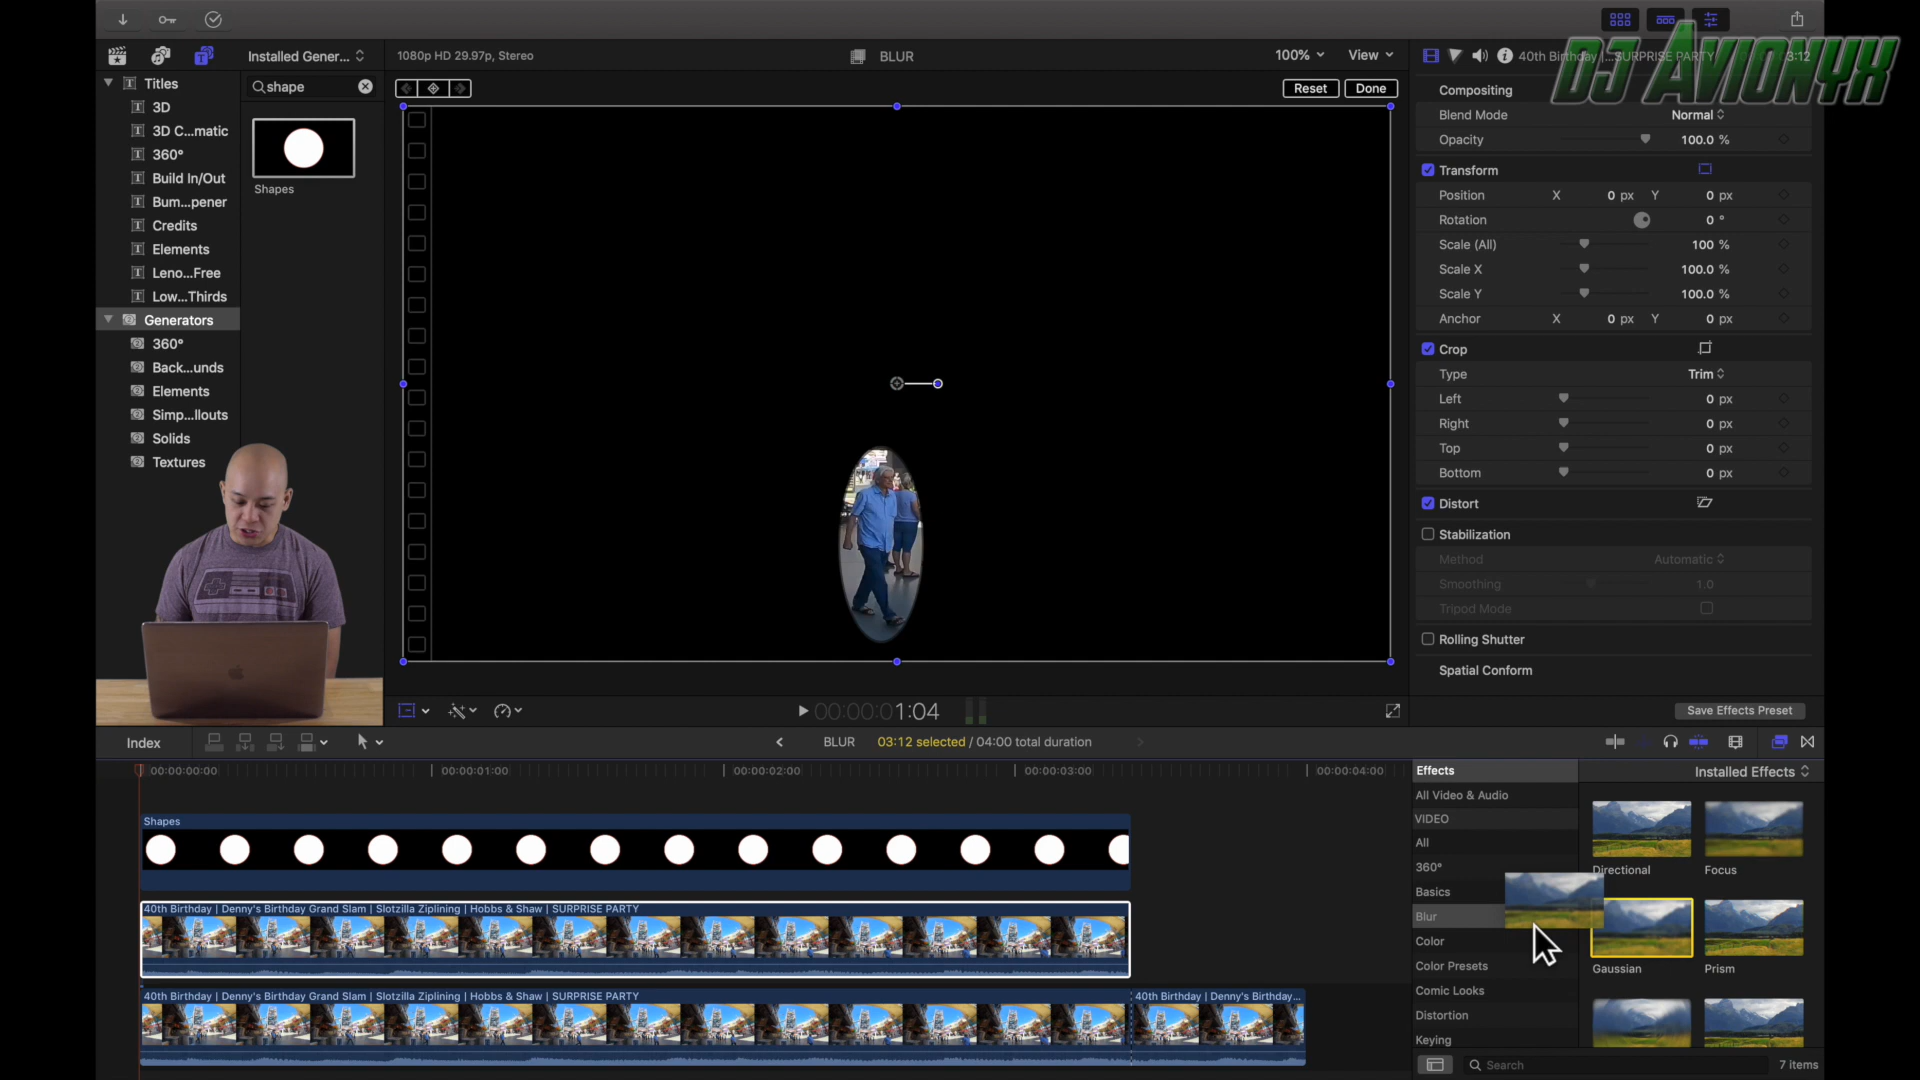 Installed Gener...
1080p HD 29.97p, Stereo
BLUR
100%
View
40th Birthday | ...SURPRISE PARTY
3:12
DJ AVIONYX
Titles
3D
3D C...matic
360°
Build In/Out
Bum...pener
Credits
Elements
Leno...Free
Low...Thirds
Generators
360°
Back...unds
Elements
Simp...llouts
Solids
Textures
shape
Shapes
Reset
Done
Compositing
Blend Mode
Normal
Opacity
100.0 %
Transform
Position
X
0 px
Y
0 px
Rotation
0 °
Scale (All)
100 %
Scale X
100.0 %
Scale Y
100.0 %
Anchor
X
0 px
Y
0 px
Crop
Type
Trim
Left
0 px
Right
0 px
Top
0 px
Bottom
0 px
Distort
Stabilization
Method
Automatic
Smoothing
1.0
Tripod Mode
Rolling Shutter
Spatial Conform
Save Effects Preset
00:00:01:04
Index
BLUR
03:12 selected / 04:00 total duration
00:00:00:00
00:00:01:00
00:00:02:00
00:00:03:00
00:00:04:00
Shapes
40th Birthday | Denny's Birthday Grand Slam | Slotzilla Ziplining | Hobbs & Shaw | SURPRISE PARTY
40th Birthday | Denny's Birthday Grand Slam | Slotzilla Ziplining | Hobbs & Shaw | SURPRISE PARTY
40th Birthday | Denny's Birthday...
Effects
Installed Effects
All Video & Audio
VIDEO
All
360°
Basics
Blur
Color
Color Presets
Comic Looks
Distortion
Keying
Directional
Focus
Gaussian
Prism
Search
7 items